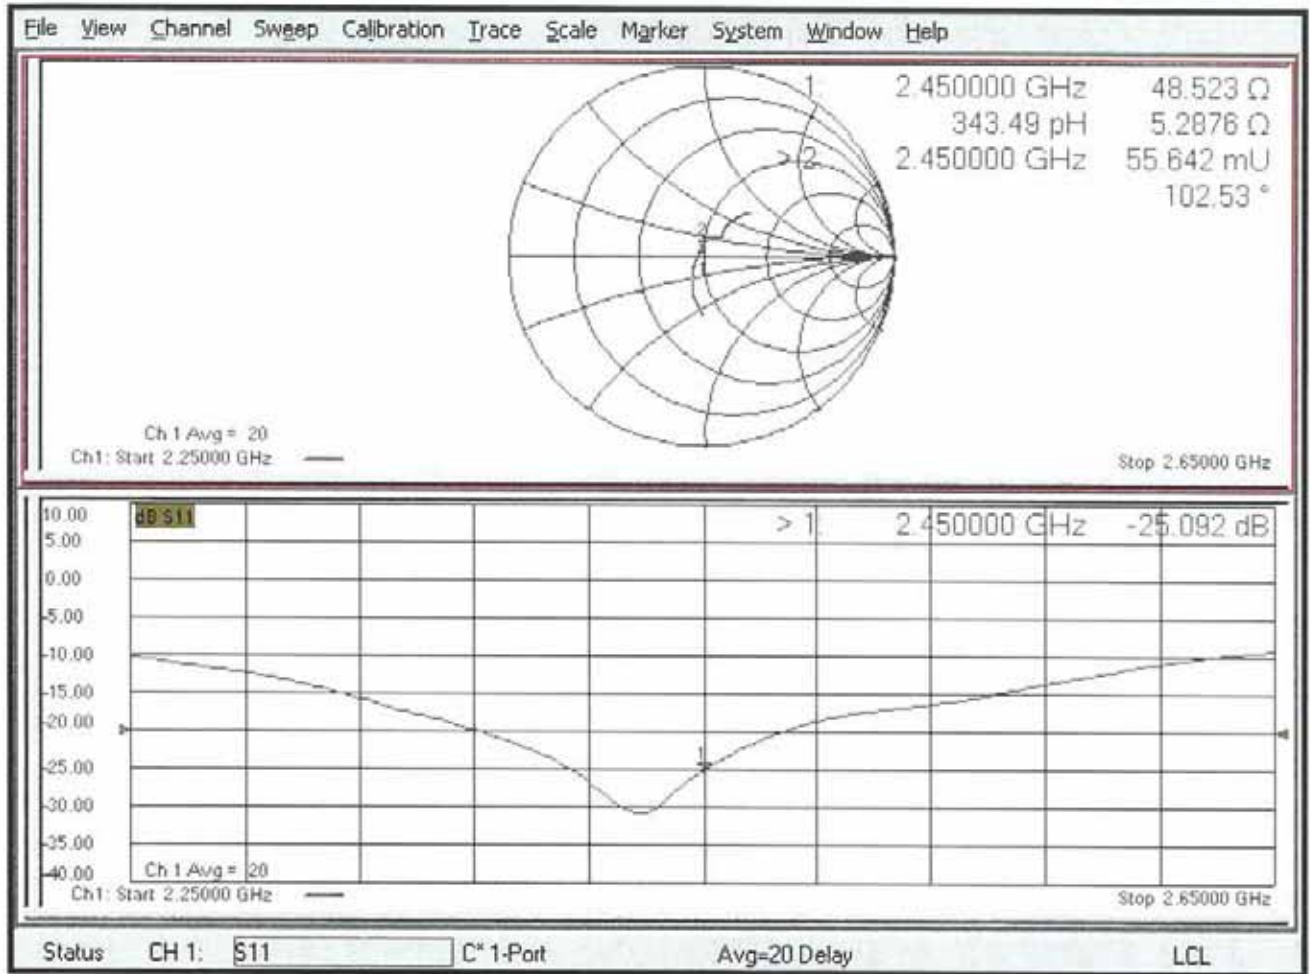 File View Channel Sweep Calibration Trace Scale Marker System Window Help
1: 2.450000 GHz 48.523 Ω
343.49 pH 5.2876 Ω
> 2: 2.450000 GHz 55.642 mU
102.53 °
2
1
Ch 1 Avg = 20
Ch1: Start 2.25000 GHz
Stop 2.65000 GHz
10.00 dB S11 > 1: 2.450000 GHz -25.092 dB
5.00
0.00
-5.00
-10.00
-15.00
-20.00
-25.00 1
-30.00
-35.00
-40.00 Ch 1 Avg = 20
Ch1: Start 2.25000 GHz
Stop 2.65000 GHz
Status CH 1: S11 C* 1-Port Avg=20 Delay LCL